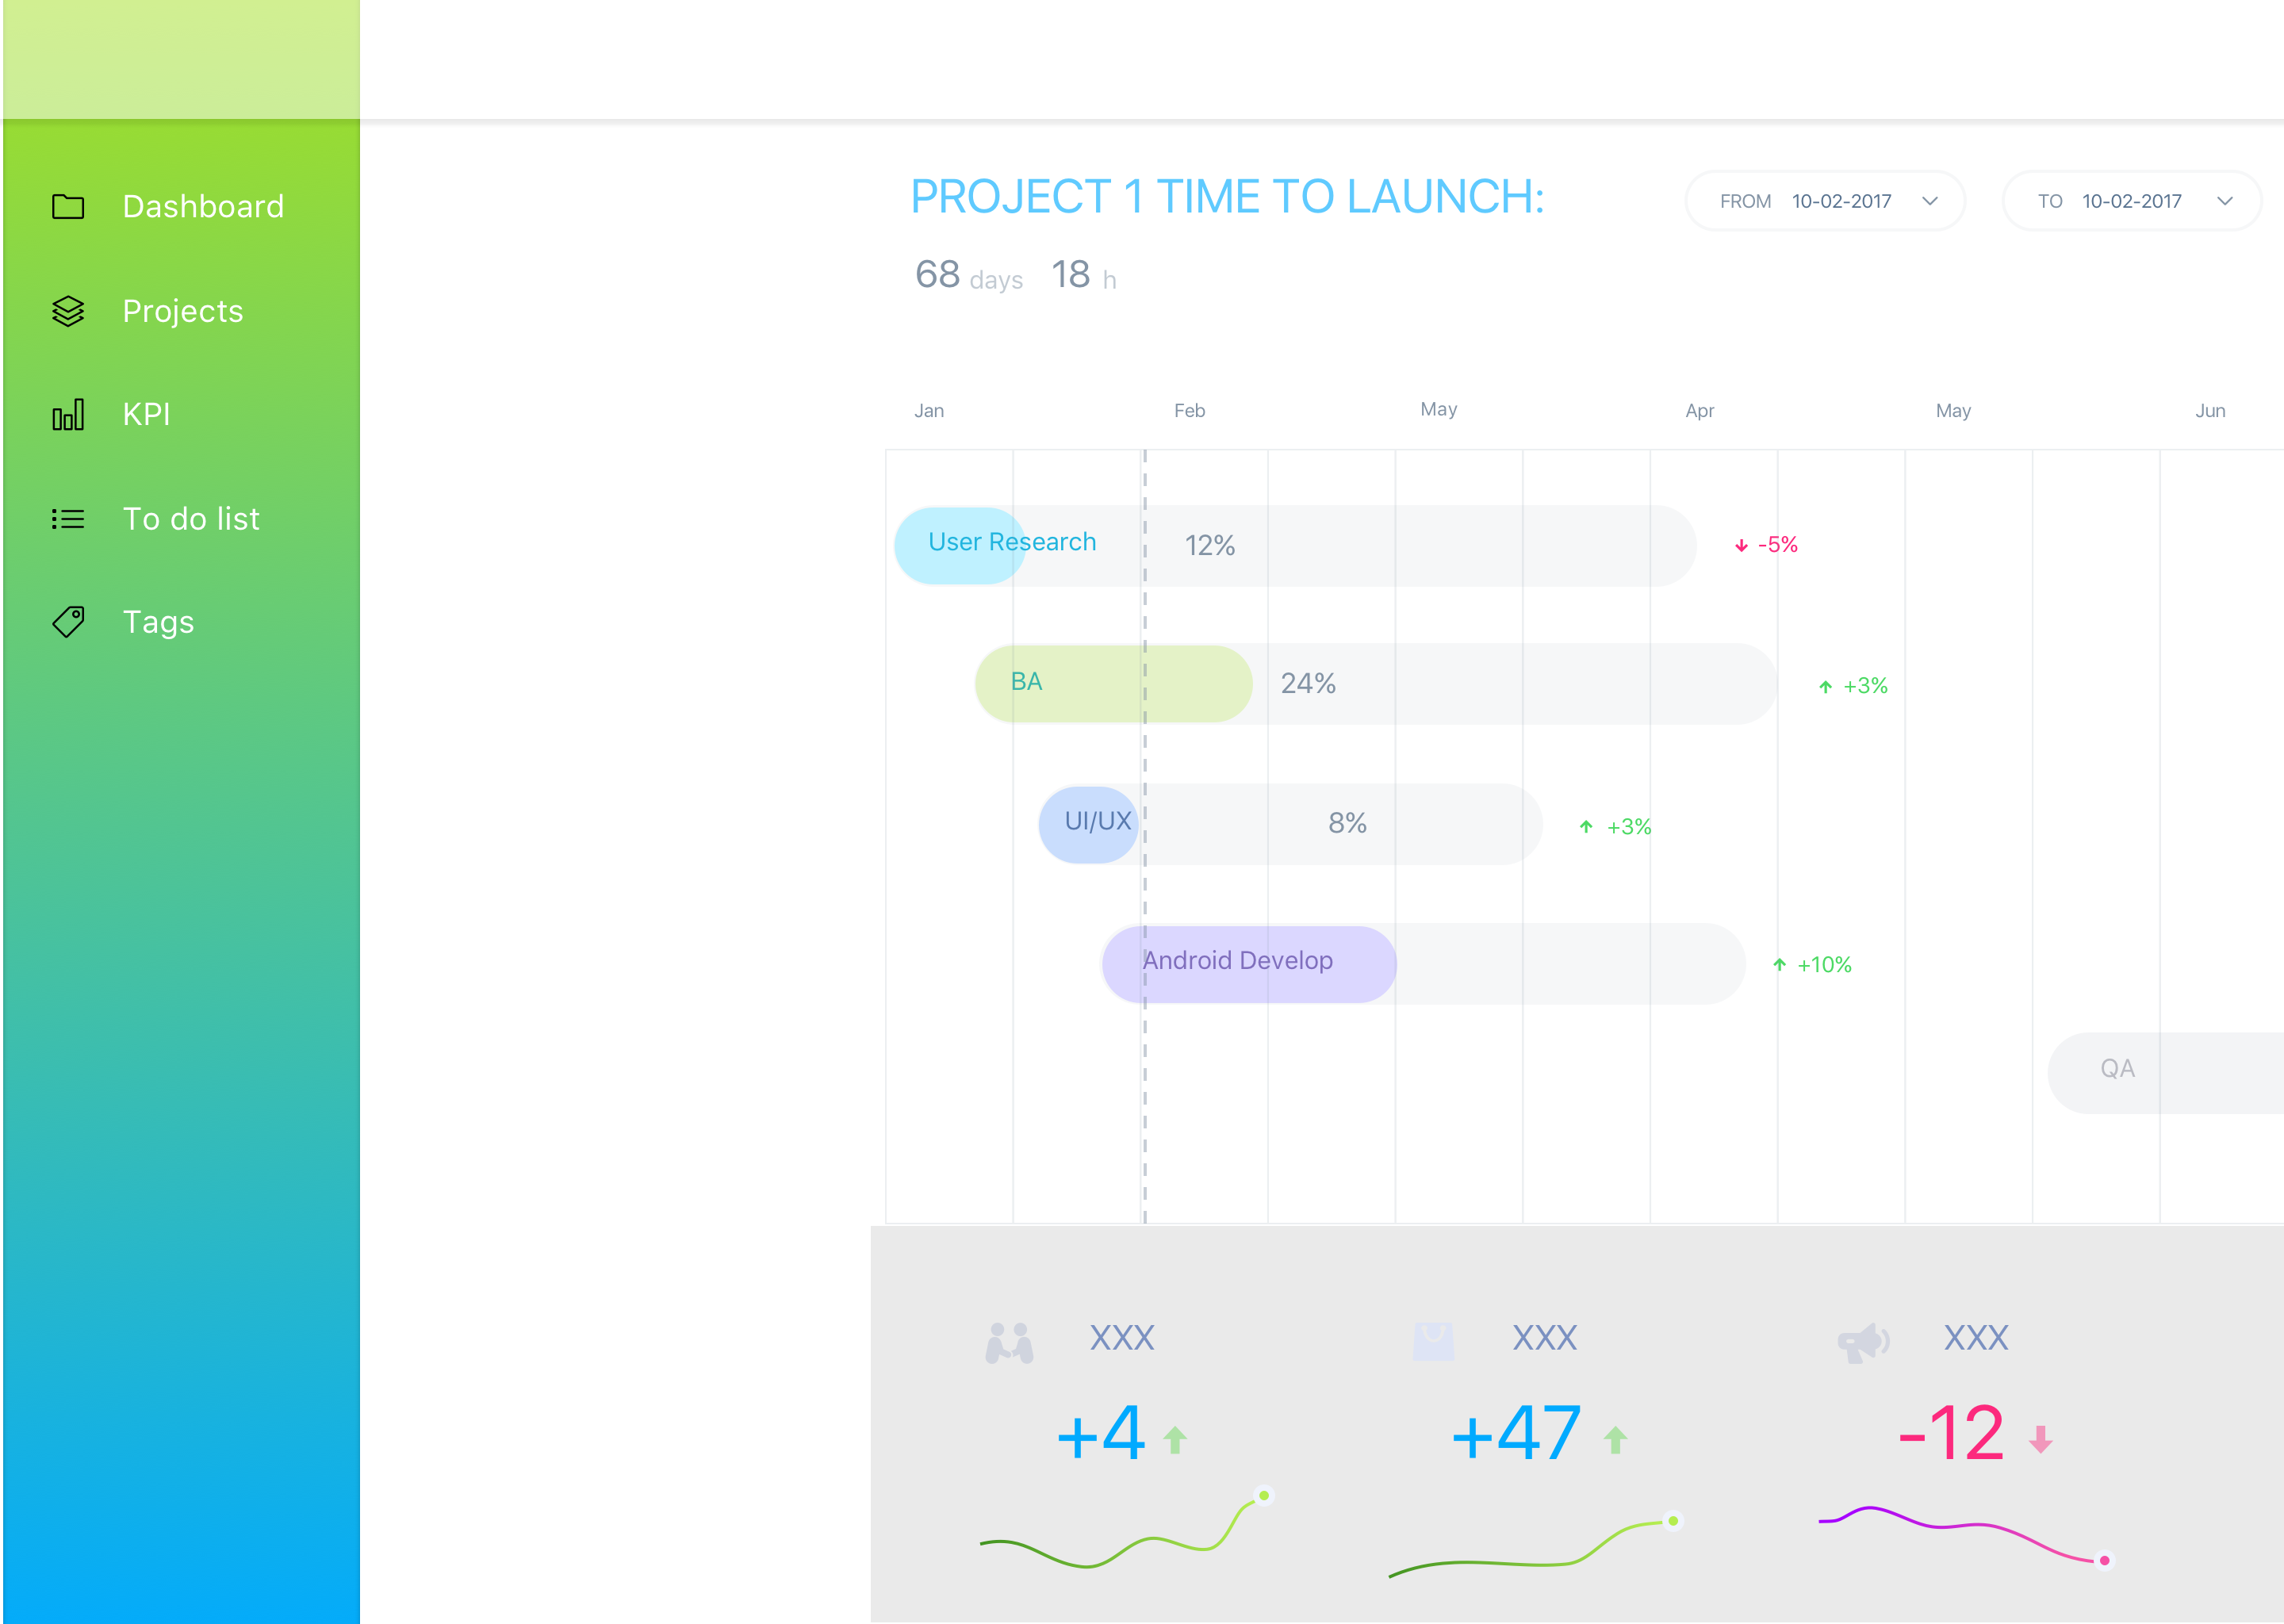 Dashboard
Projects
KPI
To do list
Tags
PROJECT 1 TIME TO LAUNCH:
FROM 10-02-2017
TO 10-02-2017
68 days 18 h
Jan Feb May Apr May Jun
User Research 12% -5%
BA 24% +3%
UI/UX 8% +3%
Android Develop +10%
QA
XXX XXX XXX
+4 +47 -12